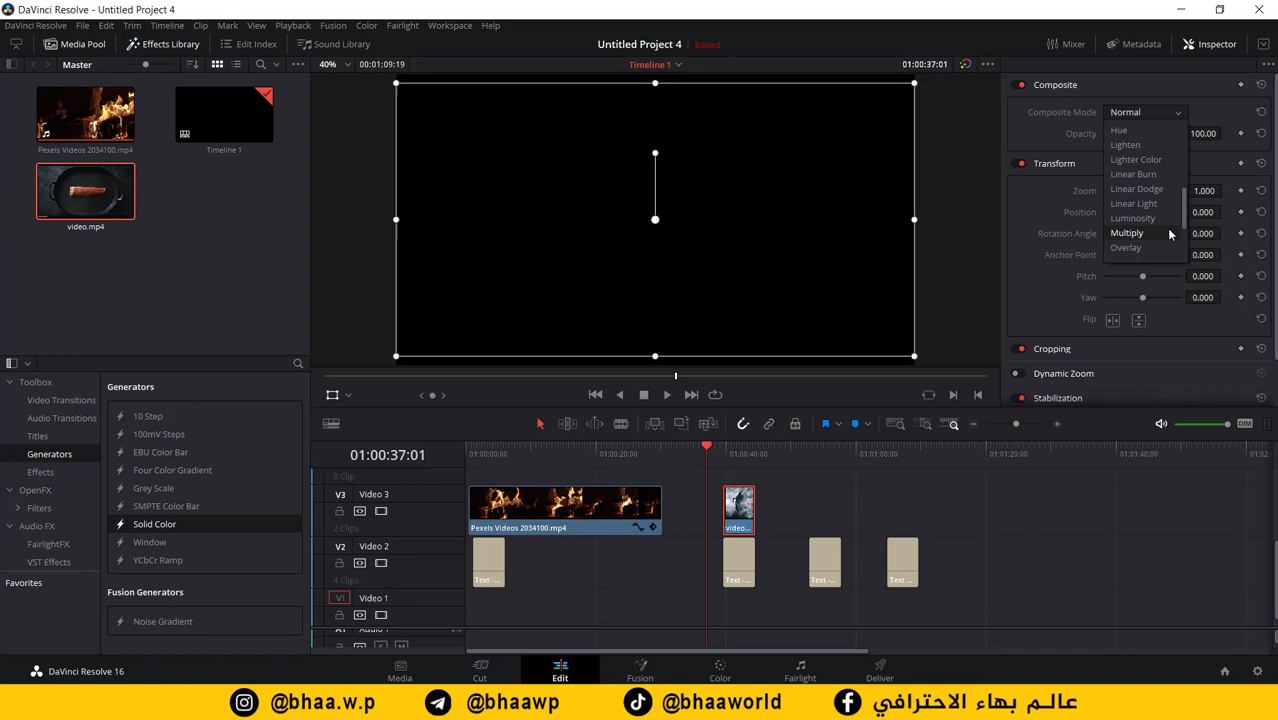 DaVinci Resolve - Untitled Project 4
DaVinci Resolve File Edit Trim Timeline Clip Mark View Playback Fusion Color Fairlight Workspace Help
Media Pool Effects Library Edit Index Sound Library Untitled Project 4 Edited Mixer Metadata Inspector
Master 40% 00:01:09:19 Timeline 1 01:00:37:01
Pexels Videos 2034100.mp4 Timeline 1
video.mp4
Composite
Composite Mode Normal
Opacity 100.00
Hue
Lighten
Lighter Color
Linear Burn
Linear Dodge
Linear Light
Luminosity
Multiply
Overlay
Transform
Zoom 1.000
Position 0.000
Rotation Angle 0.000
Anchor Point 0.000
Pitch 0.000
Yaw 0.000
Flip
Cropping
Dynamic Zoom
Stabilization
Toolbox
Video Transitions
Audio Transitions
Titles
Generators
Effects
OpenFX
Filters
Audio FX
FairlightFX
VST Effects
Favorites
Generators
10 Step
100mV Steps
EBU Color Bar
Four Color Gradient
Grey Scale
SMPTE Color Bar
Solid Color
Window
YCbCr Ramp
Fusion Generators
Noise Gradient
DIM
01:00:37:01 01:00:00:00 01:00:20:00 01:00:40:00 01:01:00:00 01:01:20:00 01:01:40:00 01:02
0 Clip
V3 Video 3
2 Clips
Pexels Videos 2034100.mp4 video...
V2 Video 2
4 Clips
Text -... Text -... Text -... Text ...
V1 Video 1
A1 Audio 1 2.0
S M
DaVinci Resolve 16 Media Cut Edit Fusion Color Fairlight Deliver
@bhaa.w.p @bhaawp @bhaaworld عالم بهاء الاحترافي